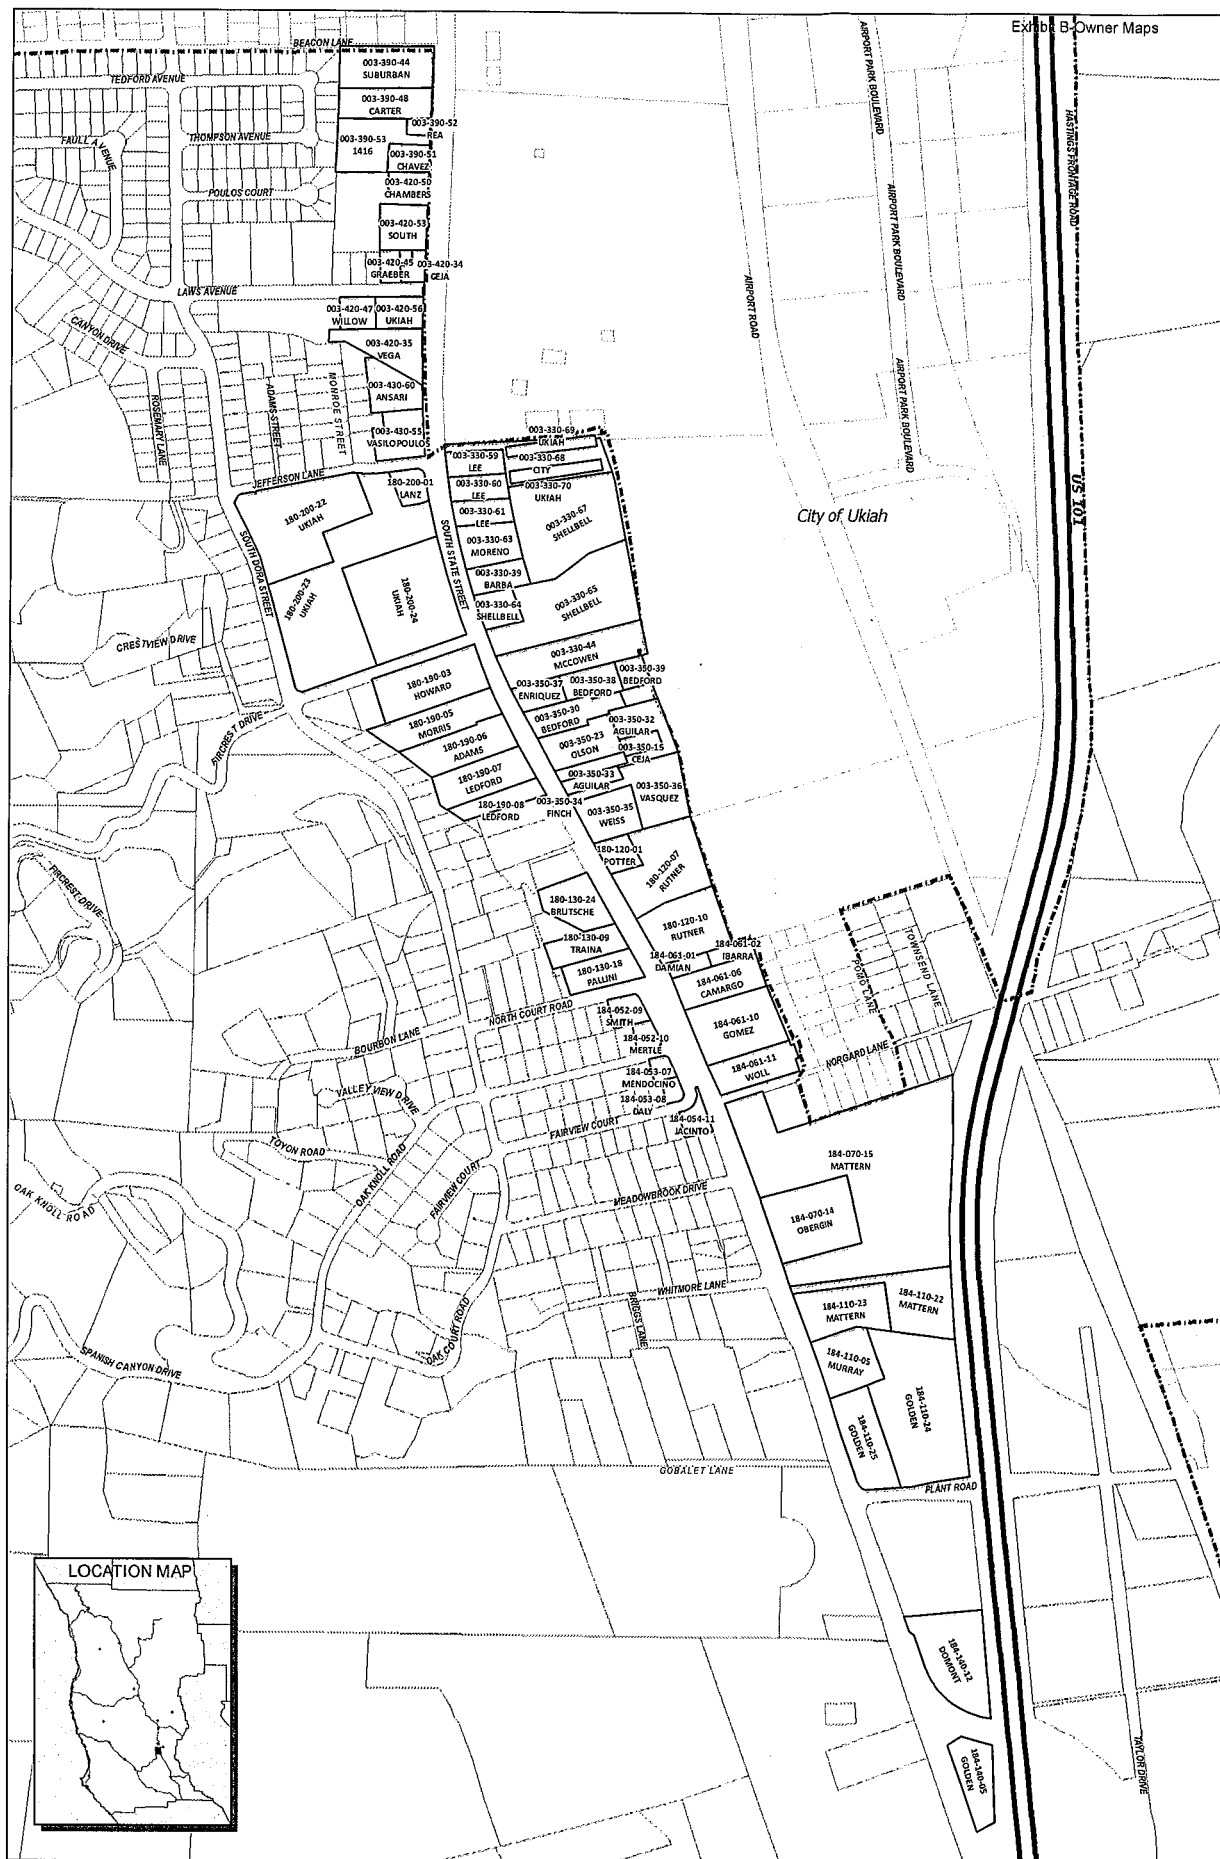 Exhibit B-Owner Maps
BEACON LANE
003-390-44
SUBURBAN
TEDFORD AVENUE
003-390-48
CARTER
003-390-52
REA
THOMPSON AVENUE
003-390-53
1416
FAULL AVENUE
003-390-51
CHAVEZ
003-420-50
CHAMBERS
POULOS COURT
003-420-53
SOUTH
003-420-45
GRAEBER
003-420-34
CEJA
LAWS AVENUE
003-420-47
WILLOW
003-420-56
UKIAH
CANYON DRIVE
003-420-35
VEGA
003-430-60
ANSARI
ROSEMARY LANE
ADAMS STREET
MONROE STREET
003-430-55
VASILOPOULOS
JEFFERSON LANE
AIRPORT PARK BOULEVARD
AIRPORT PARK BOULEVARD
AIRPORT PARK BOULEVARD
AIRPORT ROAD
HASTINGS FRONTAGE ROAD
US 101
City of Ukiah
003-330-69
UKIAH
003-330-59
LEE
003-330-68
CITY
180-200-01
LANZ
003-330-60
LEE
003-330-70
UKIAH
180-200-22
UKIAH
003-330-61
LEE
003-330-67
SHELLBELL
SOUTH DORA STREET
SOUTH STATE STREET
003-330-63
MORENO
003-330-39
BARBA
180-200-23
UKIAH
180-200-24
UKIAH
003-330-64
SHELLBELL
003-330-65
SHELLBELL
CRESTVIEW DRIVE
003-330-44
MCCOWEN
180-190-03
HOWARD
003-350-37
ENRIQUEZ
003-350-38
BEDFORD
003-350-39
BEDFORD
180-190-05
MORRIS
003-350-30
BEDFORD
003-350-32
AGUILAR
FIRCREST DRIVE
180-190-06
ADAMS
003-350-23
OLSON
003-350-15
CEJA
180-190-07
LEDFORD
003-350-33
AGUILAR
003-350-36
VASQUEZ
180-190-08
LEDFORD
003-350-34
FINCH
003-350-35
WEISS
180-120-01
POTTER
180-120-07
RUTNER
FIRCREST DRIVE
180-130-24
BRUTSCHE
180-120-10
RUTNER
180-130-09
TRAINA
184-061-01
DAMIAN
184-061-02
IBARRA
180-130-18
PALLINI
184-061-06
CAMARGO
POMO LANE
TOWNSEND LANE
NORTH COURT ROAD
184-052-09
SMITH
184-061-10
GOMEZ
BOURBON LANE
184-052-10
MERTLE
184-061-11
WOLL
NORGARD LANE
184-053-07
MENDOCINO
VALLEY VIEW DRIVE
184-053-08
DALY
FAIRVIEW COURT
184-054-11
JACINTO
TOYON ROAD
OAK KNOLL ROAD
184-070-15
MATTERN
FAIRVIEW COURT
OAK KNOLL ROAD
MEADOWBROOK DRIVE
184-070-14
OBERGIN
WHITMORE LANE
184-110-22
MATTERN
184-110-23
MATTERN
BRIGGS LANE
OAK COURT ROAD
SPANISH CANYON DRIVE
184-110-05
MURRAY
184-110-24
GOLDEN
184-110-25
GOLDEN
GOBALET LANE
PLANT ROAD
LOCATION MAP
184-140-12
DOMONT
184-140-05
GOLDEN
TAYLOR DRIVE